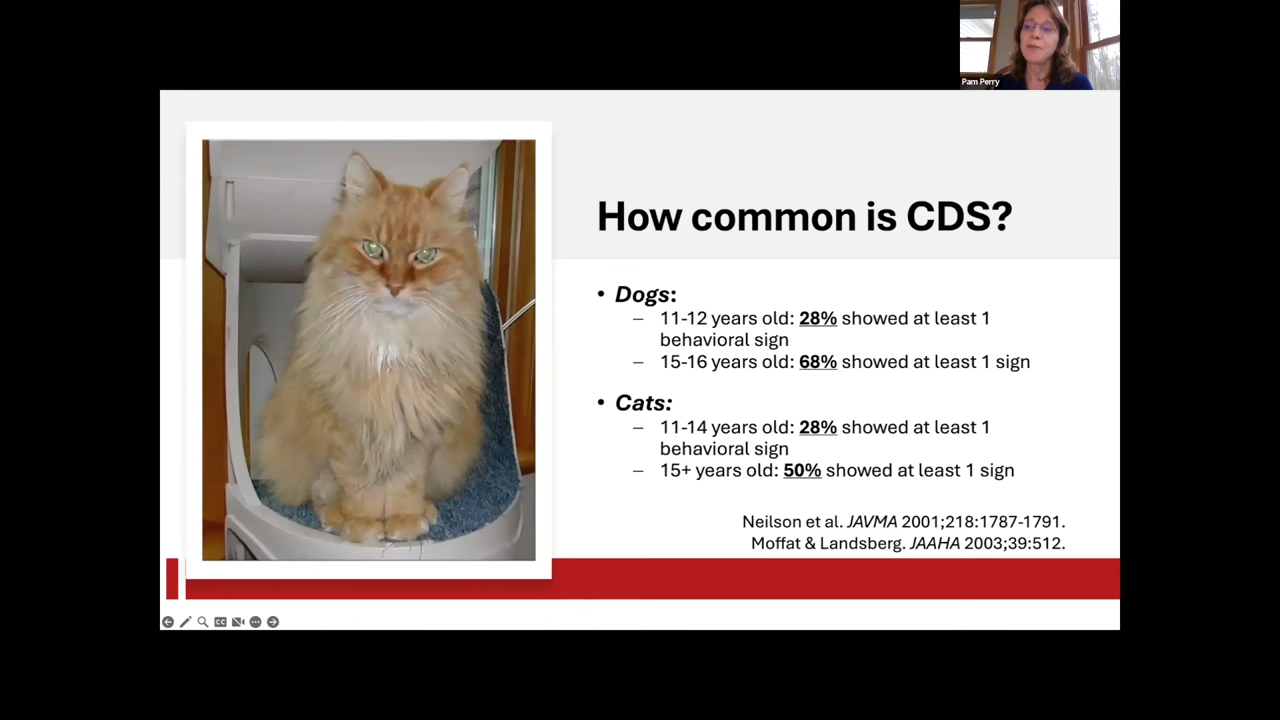 Pam Perry
How common is CDS?
• Dogs:
– 11-12 years old: 28% showed at least 1
behavioral sign
– 15-16 years old: 68% showed at least 1 sign
• Cats:
– 11-14 years old: 28% showed at least 1
behavioral sign
– 15+ years old: 50% showed at least 1 sign
Neilson et al. JAVMA 2001;218:1787-1791.
Moffat & Landsberg. JAAHA 2003;39:512.
CC